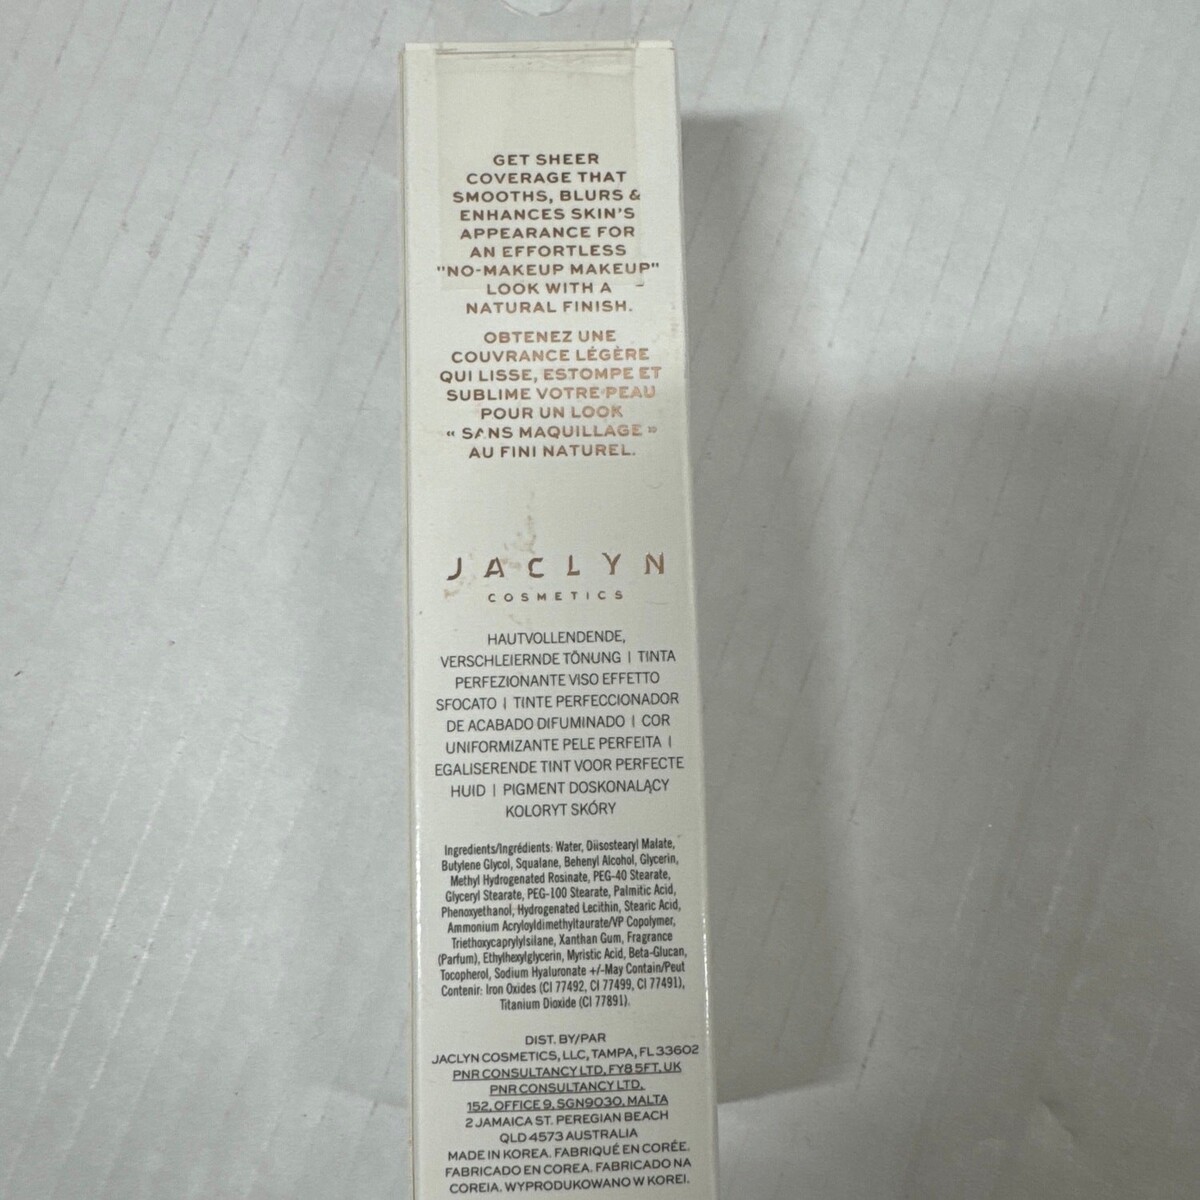 GET SHEER
COVERAGE THAT
SMOOTHS, BLURS &
ENHANCES SKIN'S
APPEARANCE FOR
AN EFFORTLESS
"NO-MAKEUP MAKEUP"
LOOK WITH A
NATURAL FINISH.
OBTENEZ UNE
COUVRANCE LÉGÈRE
QUI LISSE, ESTOMPE ET
SUBLIME VOTRE PEAU
POUR UN LOOK
« SANS MAQUILLAGE »
AU FINI NATUREL.
JACLYN
COSMETICS
HAUTVOLLENDENDE,
VERSCHLEIERNDE TÖNUNG | TINTA
PERFEZIONANTE VISO EFFETTO
SFOCATO | TINTE PERFECCIONADOR
DE ACABADO DIFUMINADO | COR
UNIFORMIZANTE PELE PERFEITA |
EGALISERENDE TINT VOOR PERFECTE
HUID | PIGMENT DOSKONALĄCY
KOLORYT SKÓRY
Ingredients/Ingrédients: Water, Diisostearyl Malate,
Butylene Glycol, Squalane, Behenyl Alcohol, Glycerin,
Methyl Hydrogenated Rosinate, PEG-40 Stearate,
Glyceryl Stearate, PEG-100 Stearate, Palmitic Acid,
Phenoxyethanol, Hydrogenated Lecithin, Stearic Acid,
Ammonium Acryloyldimethyltaurate/VP Copolymer,
Triethoxycaprylylsilane, Xanthan Gum, Fragrance
(Parfum), Ethylhexylglycerin, Myristic Acid, Beta-Glucan,
Tocopherol, Sodium Hyaluronate +/-May Contain/Peut
Contenir: Iron Oxides (CI 77492, CI 77499, CI 77491),
Titanium Dioxide (CI 77891).
DIST. BY/PAR
JACLYN COSMETICS, LLC, TAMPA, FL 33602
PNR CONSULTANCY LTD, FY8 5FT, UK
PNR CONSULTANCY LTD,
152, OFFICE 9, SGN9030, MALTA
2 JAMAICA ST. PEREGIAN BEACH
QLD 4573 AUSTRALIA
MADE IN KOREA. FABRIQUÉ EN CORÉE.
FABRICADO EN COREA. FABRICADO NA
COREIA. WYPRODUKOWANO W KOREI.